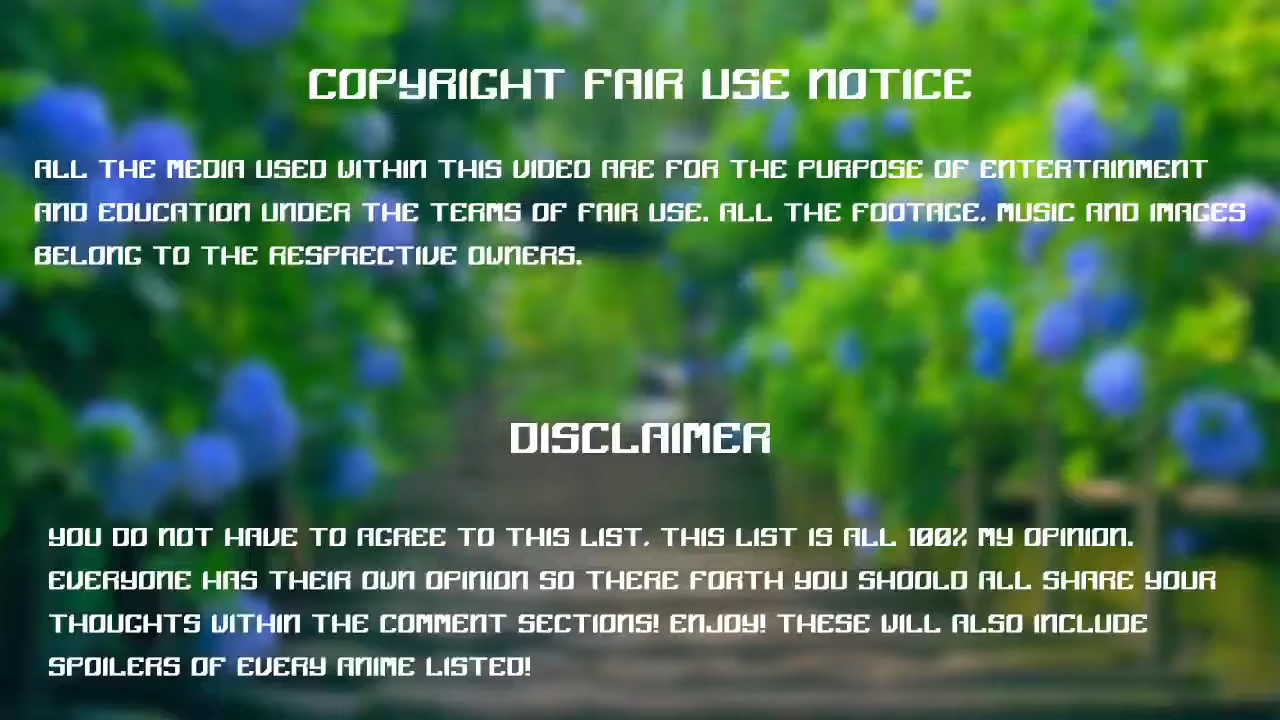 COPYRIGHT FAIR USE NOTICE
ALL THE MEDIA USED WITHIN THIS VIDEO ARE FOR THE PURPOSE OF ENTERTAINMENT
AND EDUCATION UNDER THE TERMS OF FAIR USE. ALL THE FOOTAGE, MUSIC AND IMAGES
BELONG TO THE RESPRECTIVE OWNERS.
DISCLAIMER
YOU DO NOT HAVE TO AGREE TO THIS LIST, THIS LIST IS ALL 100% MY OPINION.
EVERYONE HAS THEIR OWN OPINION SO THERE FORTH YOU SHOOLD ALL SHARE YOUR
THOUGHTS WITHIN THE COMMENT SECTIONS! ENJOY! THESE WILL ALSO INCLUDE
SPOILERS OF EVERY ANIME LISTED!